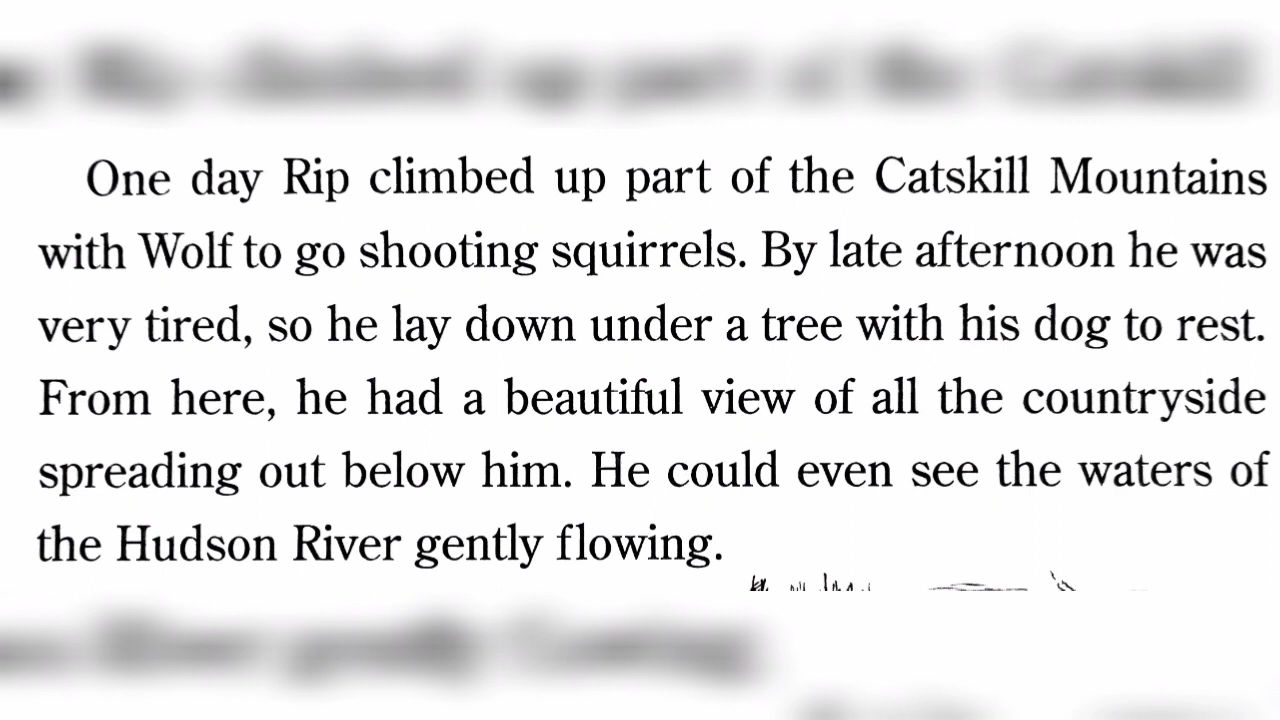 One day Rip climbed up part of the Catskill Mountains
with Wolf to go shooting squirrels. By late afternoon he was
very tired, so he lay down under a tree with his dog to rest.
From here, he had a beautiful view of all the countryside
spreading out below him. He could even see the waters of
the Hudson River gently flowing.